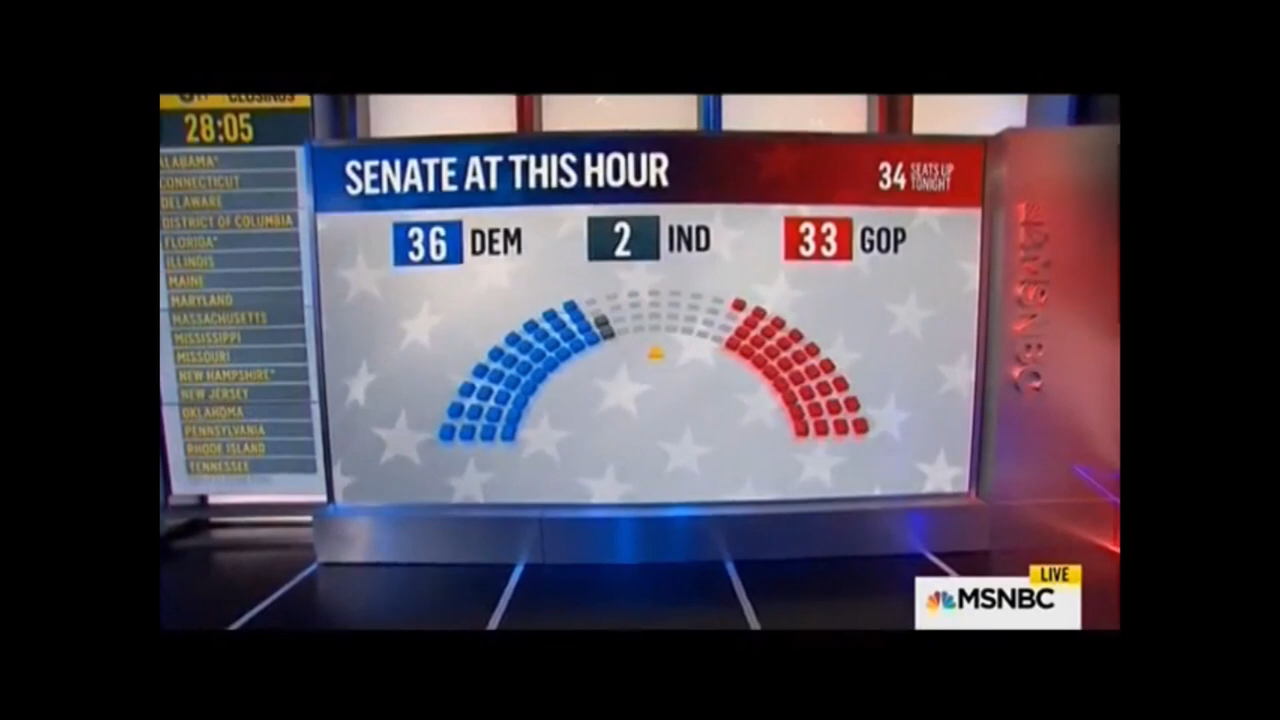 CLOSINGS
28:05
ALABAMA*
CONNECTICUT
DELAWARE
DISTRICT OF COLUMBIA
FLORIDA*
ILLINOIS
MAINE
MARYLAND
MASSACHUSETTS
MISSISSIPPI
MISSOURI
NEW HAMPSHIRE*
NEW JERSEY
OKLAHOMA
PENNSYLVANIA
RHODE ISLAND
TENNESSEE
SENATE AT THIS HOUR
34 SEATS UP
TONIGHT
36 DEM
2 IND
33 GOP
MSNBC
LIVE
MSNBC